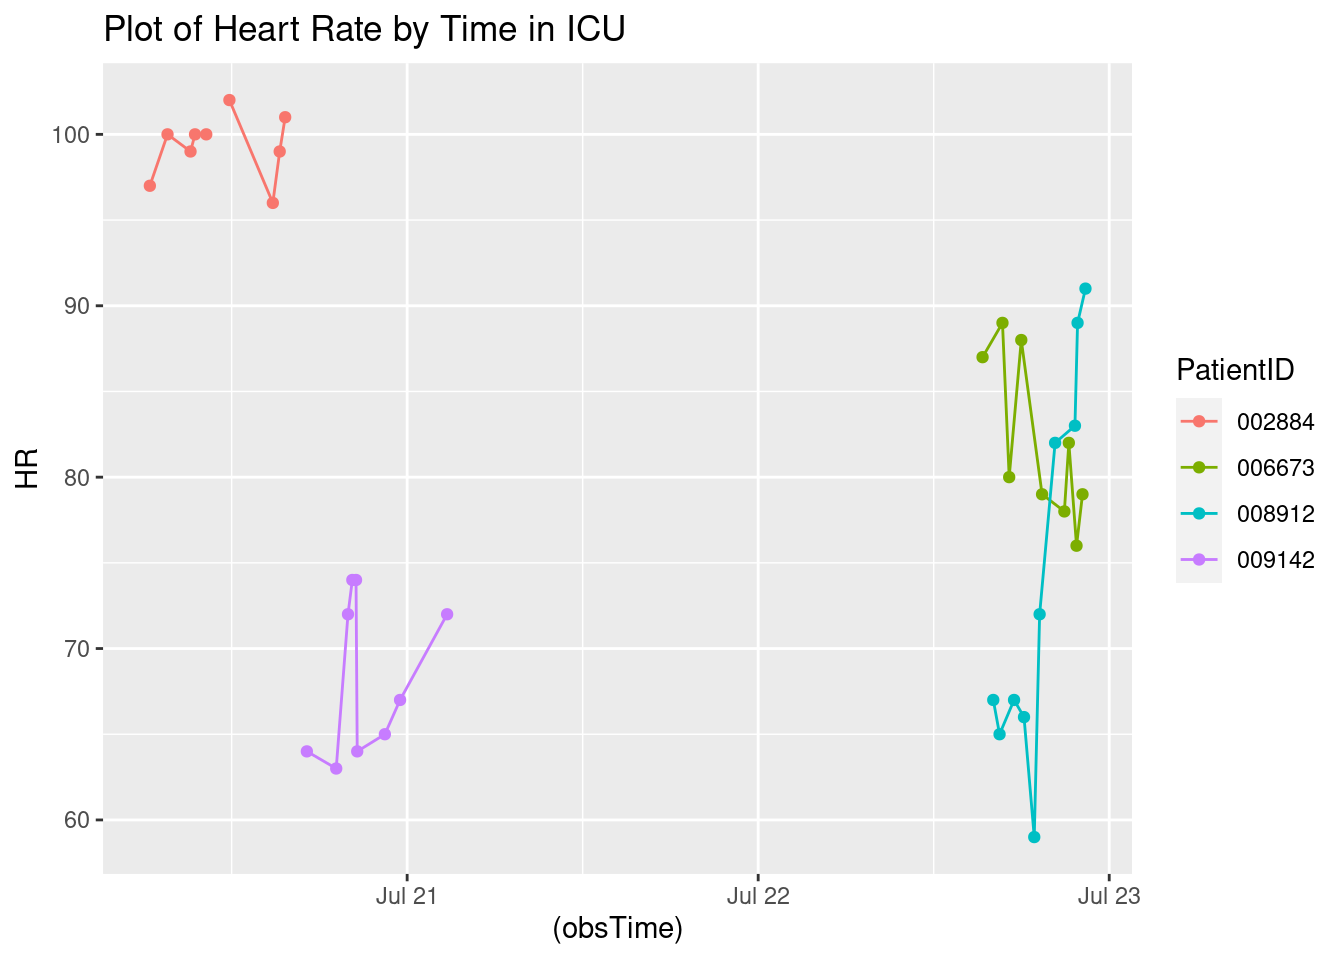 Plot of Heart Rate by Time in ICU
100
90
80
70
60
HR
Jul 21
Jul 22
Jul 23
(obsTime)
PatientID
002884
006673
008912
009142